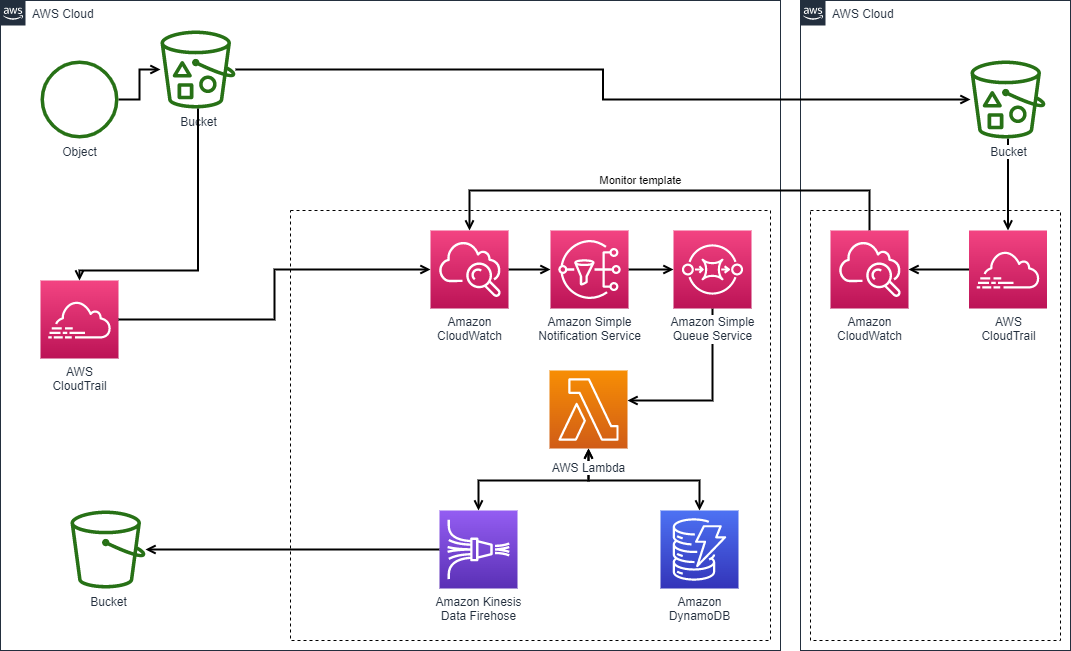 aws
AWS Cloud
aws
AWS Cloud
Bucket
Object
Bucket
Monitor template
Amazon
CloudWatch
Amazon Simple
Notification Service
Amazon Simple
Queue Service
Amazon
CloudWatch
AWS
CloudTrail
AWS
CloudTrail
AWS Lambda
Bucket
Amazon Kinesis
Data Firehose
Amazon
DynamoDB